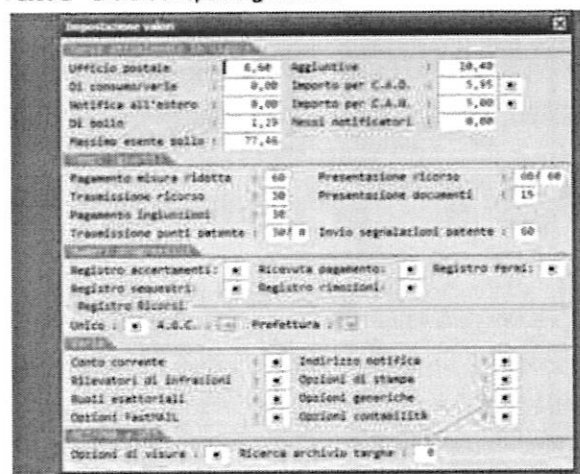 Impostazione valori
Ufficio postale : 6,60 Aggiuntive : 10,40
Di consumo/varie : 0,00 Importo per C.A.D. : 5,95
Notifica all'estero : 0,00 Importo per C.A.N. : 5,00
Di bollo : 1,29 Messi notificatori : 0,00
Massimo esente bollo : 77,46
Pagamento misura ridotta : 60 Presentazione ricorso : 60/ 60
Trasmissione ricorso : 30 Presentazione documenti : 15
Pagamento ingiunzioni : 30
Trasmissione punti patente : 30/ 0 Invio segnalazioni patente : 60
Registro accertamenti: Ricevuta pagamento: Registro fermi:
Registro sequestri: Registro rimozioni:
Registro Ricorsi
Unico : A.G.C. : Prefettura :
Varie
Conto corrente : Indirizzo notifica :
Rilevatori di infrazioni : Opzioni di stampa :
Ruoli esattoriali : Opzioni generiche :
Opzioni FastMAIL : Opzioni contabilità :
Opzioni di visure : Ricerca archivio targhe : 0